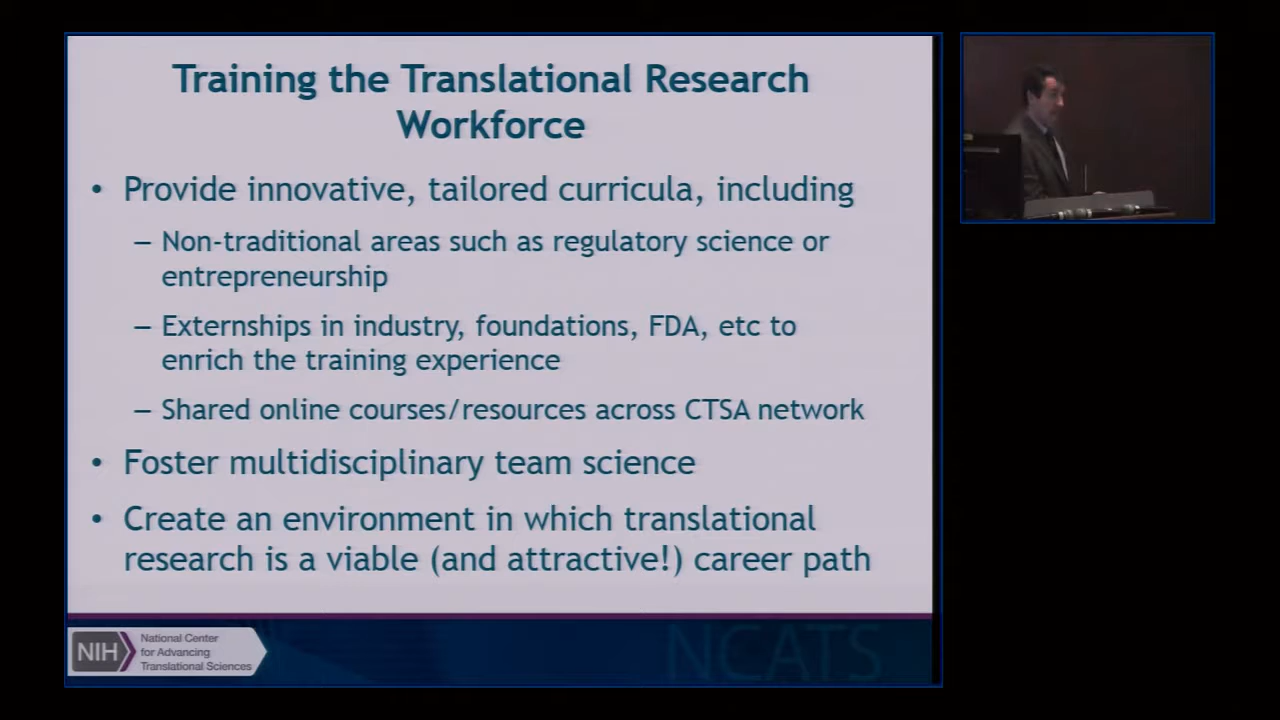 Training the Translational Research
Workforce
• Provide innovative, tailored curricula, including
– Non-traditional areas such as regulatory science or
entrepreneurship
– Externships in industry, foundations, FDA, etc to
enrich the training experience
– Shared online courses/resources across CTSA network
• Foster multidisciplinary team science
• Create an environment in which translational
research is a viable (and attractive!) career path
NIH
National Center
for Advancing
Translational Sciences
NCATS